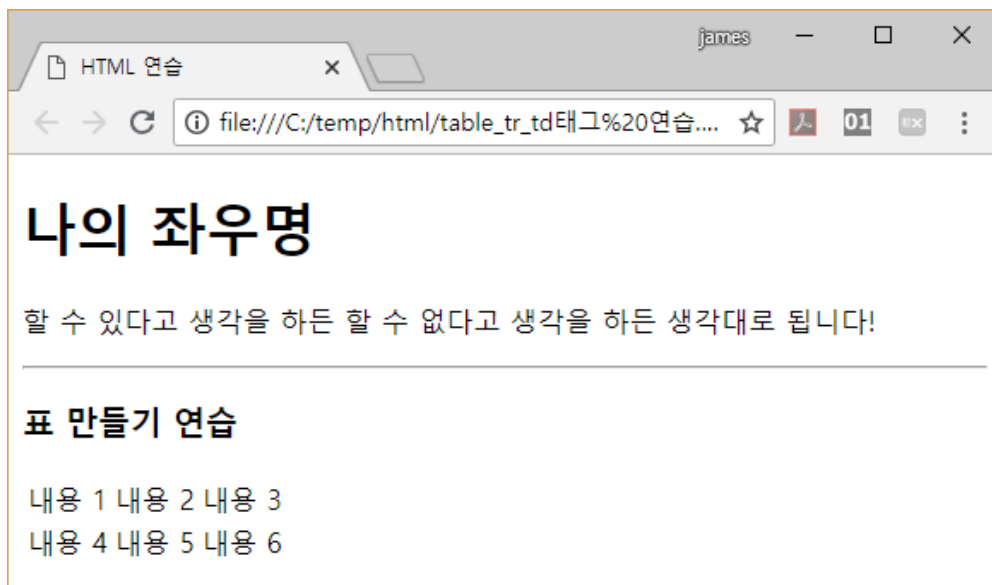 james
HTML 연습
file:///C:/temp/html/table_tr_td태그%20연습....
01
EX
나의 좌우명
할 수 있다고 생각을 하든 할 수 없다고 생각을 하든 생각대로 됩니다!
표 만들기 연습
내용 1 내용 2 내용 3
내용 4 내용 5 내용 6